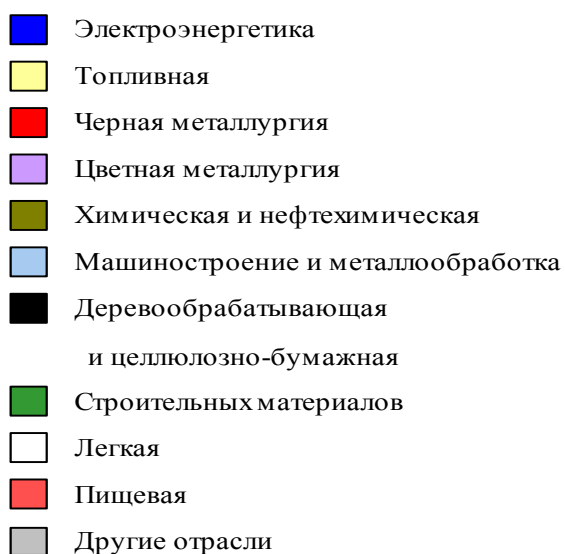 Электроэнергетика
Топливная
Черная металлургия
Цветная металлургия
Химическая и нефтехимическая
Машиностроение и металлообработка
Деревообрабатывающая
и целлюлозно-бумажная
Строительных материалов
Легкая
Пищевая
Другие отрасли